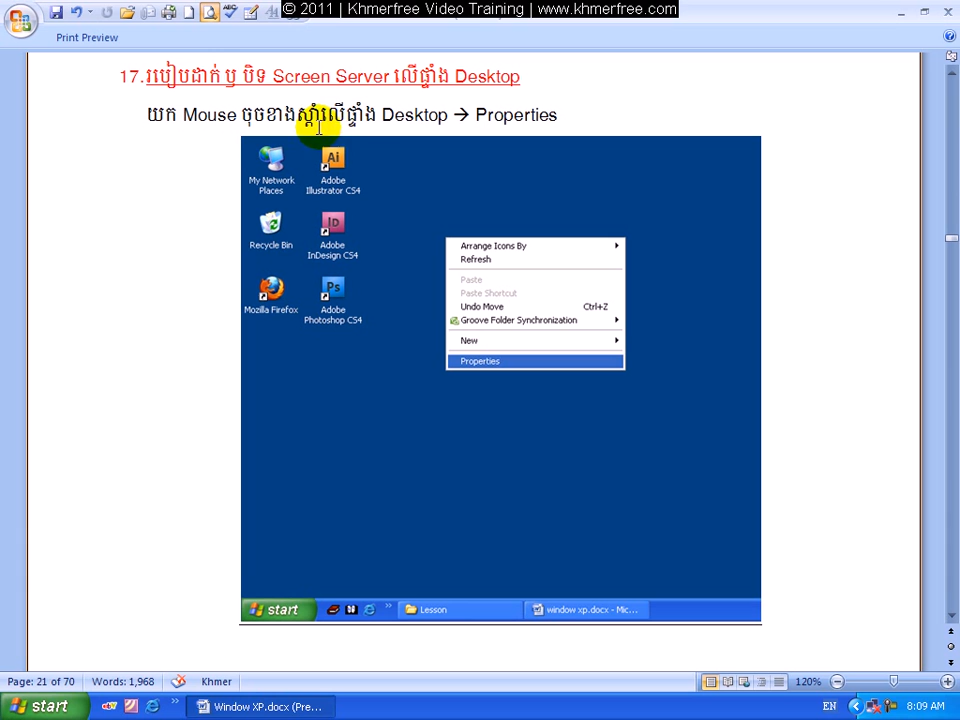 © 2011 | Khmerfree Video Training | www.khmerfree.com
Print Preview
17. របៀបដាក់ ឬ បិទ Screen Server លើផ្ទាំង Desktop
យក Mouse ចុចខាងស្តាំលើផ្ទាំង Desktop → Properties
My Network Places
Adobe Illustrator CS4
Recycle Bin
Adobe InDesign CS4
Mozilla Firefox
Adobe Photoshop CS4
Arrange Icons By
Refresh
Paste
Paste Shortcut
Undo Move Ctrl+Z
Groove Folder Synchronization
New
Properties
start
Lesson
window xp.docx - Mic...
Page: 21 of 70 Words: 1,968 Khmer 120%
start Window XP.docx (Pre... EN 8:09 AM